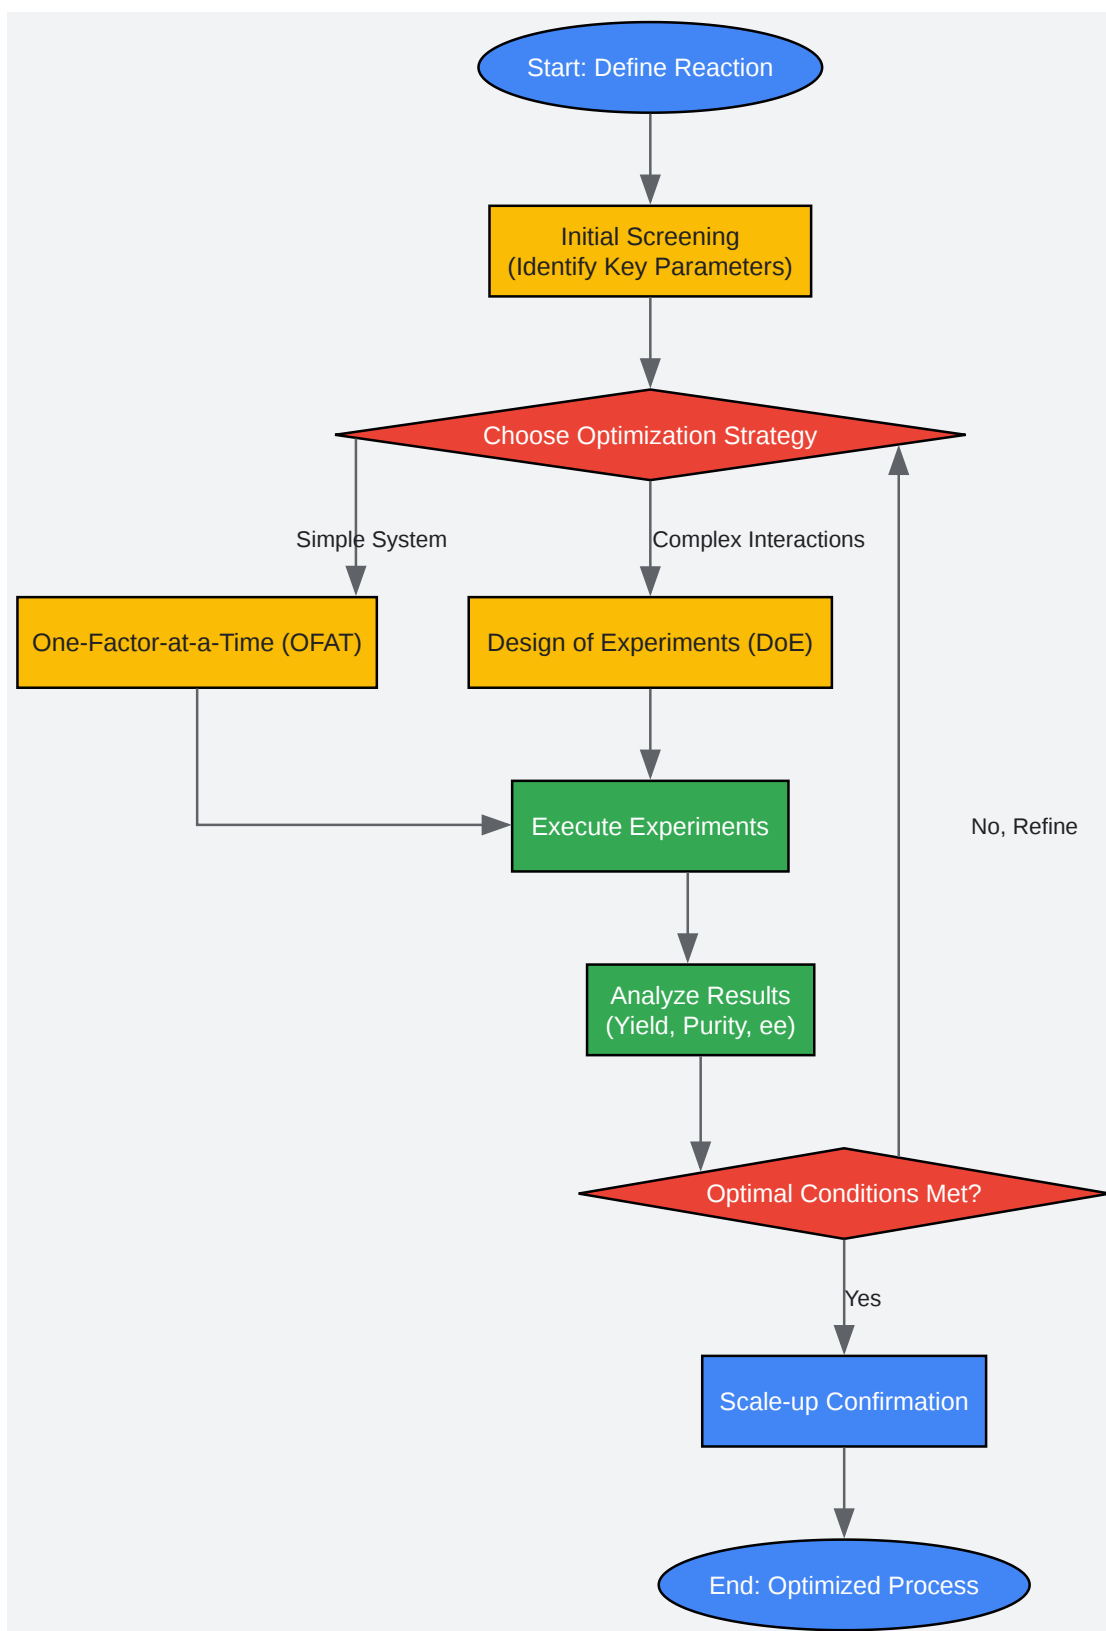 Start: Define Reaction
Initial Screening
(Identify Key Parameters)
Choose Optimization Strategy
Simple System
Complex Interactions
One-Factor-at-a-Time (OFAT)
Design of Experiments (DoE)
Execute Experiments
No, Refine
Analyze Results
(Yield, Purity, ee)
Optimal Conditions Met?
Yes
Scale-up Confirmation
End: Optimized Process